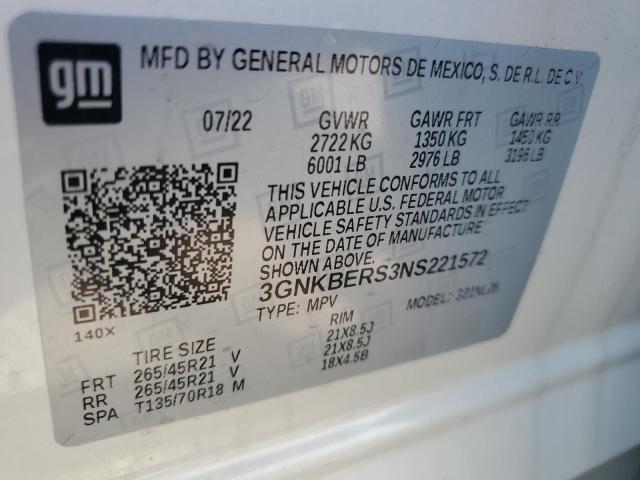 gm
MFD BY GENERAL MOTORS DE MEXICO, S. DE R.L. DE C.V.
07/22 GVWR GAWR FRT GAWR RR
2722 KG 1350 KG 1450 KG
6001 LB 2976 LB 3196 LB
THIS VEHICLE CONFORMS TO ALL
APPLICABLE U.S. FEDERAL MOTOR
VEHICLE SAFETY STANDARDS IN EFFECT
ON THE DATE OF MANUFACTURE
SHOWN ABOVE.
3GNKBERS3NS221572
TYPE: MPV MODEL: 321NL26
140X
TIRE SIZE RIM
FRT 265/45R21 V 21X8.5J
RR 265/45R21 V 21X8.5J
SPA T135/70R18 M 18X4.5B